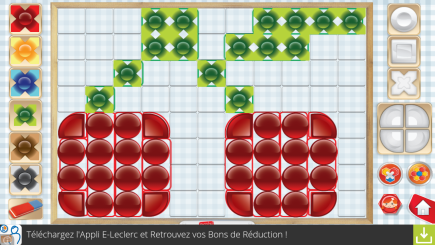 Téléchargez l'Appli E-Leclerc et Retrouvez vos Bons de Réduction !